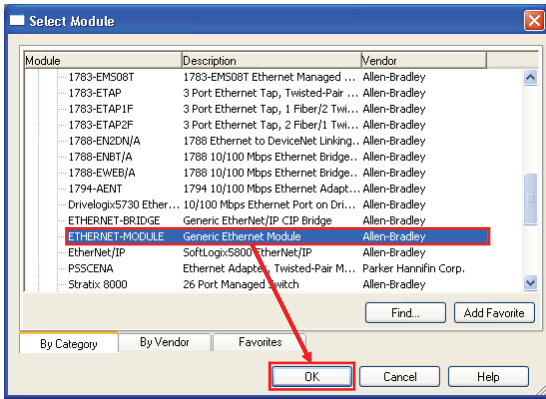 Select Module
Module Description Vendor
1783-EMS08T 1783-EMS08T Ethernet Managed ... Allen-Bradley
1783-ETAP 3 Port Ethernet Tap, Twisted-Pair ... Allen-Bradley
1783-ETAP1F 3 Port Ethernet Tap, 1 Fiber/2 Twi... Allen-Bradley
1783-ETAP2F 3 Port Ethernet Tap, 2 Fiber/1 Twi... Allen-Bradley
1788-EN2DN/A 1788 Ethernet to DeviceNet Linking.. Allen-Bradley
1788-ENBT/A 1788 10/100 Mbps Ethernet Bridge.. Allen-Bradley
1788-EWEB/A 1788 10/100 Mbps Ethernet Bridge.. Allen-Bradley
1794-AENT 1794 10/100 Mbps Ethernet Adapt... Allen-Bradley
Drivelogix5730 Ether... 10/100 Mbps Ethernet Port on Dri... Allen-Bradley
ETHERNET-BRIDGE Generic EtherNet/IP CIP Bridge Allen-Bradley
ETHERNET-MODULE Generic Ethernet Module Allen-Bradley
EtherNet/IP SoftLogix5800 EtherNet/IP Allen-Bradley
PSSCENA Ethernet Adapter, Twisted-Pair M... Parker Hannifin Corp.
Stratix 8000 26 Port Managed Switch Allen-Bradley
Find... Add Favorite
By Category By Vendor Favorites
OK Cancel Help